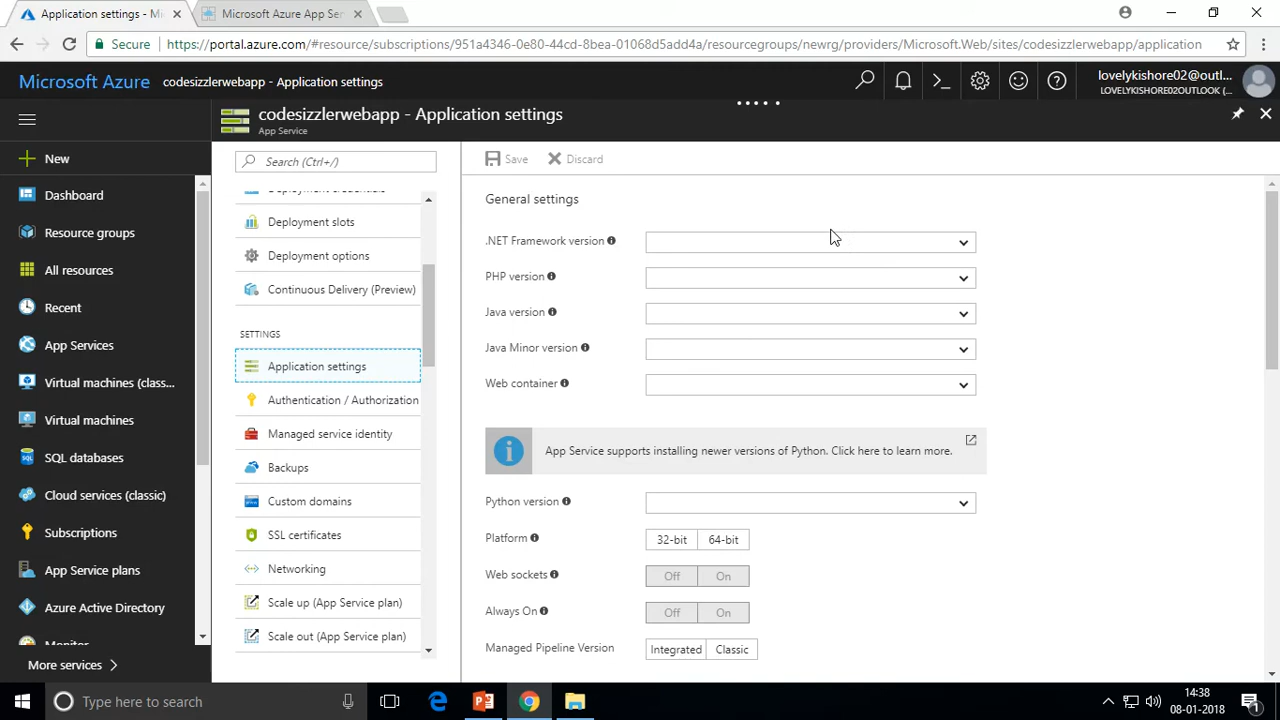 Application settings - Mi
Microsoft Azure App Ser
Secure
https://portal.azure.com/#resource/subscriptions/951a4346-0e80-44cd-8bea-01068d5add4a/resourcegroups/newrg/providers/Microsoft.Web/sites/codesizzlerwebapp/application
Microsoft Azure
codesizzlerwebapp - Application settings
lovelykishore02@outl...
LOVELYKISHORE02OUTLOOK (...
codesizzlerwebapp - Application settings
App Service
New
Dashboard
Resource groups
All resources
Recent
App Services
Virtual machines (class...
Virtual machines
SQL databases
Cloud services (classic)
Subscriptions
App Service plans
Azure Active Directory
Monitor
More services
Search (Ctrl+/)
Deployment credentials
Deployment slots
Deployment options
Continuous Delivery (Preview)
SETTINGS
Application settings
Authentication / Authorization
Managed service identity
Backups
Custom domains
SSL certificates
Networking
Scale up (App Service plan)
Scale out (App Service plan)
Save
Discard
General settings
.NET Framework version
PHP version
Java version
Java Minor version
Web container
App Service supports installing newer versions of Python. Click here to learn more.
Python version
Platform
32-bit
64-bit
Web sockets
Off
On
Always On
Off
On
Managed Pipeline Version
Integrated
Classic
Type here to search
14:38
08-01-2018
1